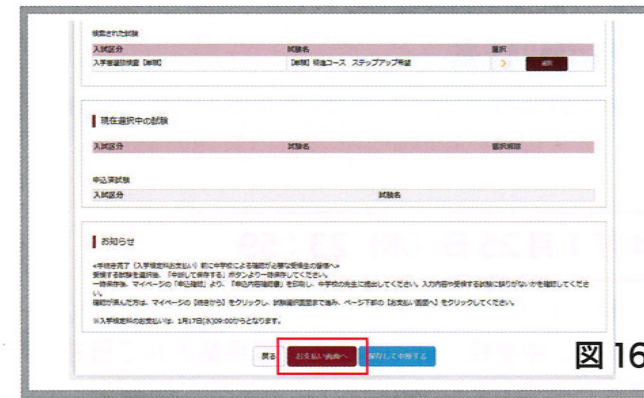 検索された試験
入試区分 試験名 選択
入学者選抜検査【単願】 【単願】特進コース ステップアップ希望 選択
現在選択中の試験
入試区分 試験名 選択解除
申込済試験
入試区分 試験名
お知らせ
<手続き完了(入学検定料お支払い)前に中学校による確認が必要な受検生の皆様へ>
受検する試験を選択後、「中断して保存する」ボタンより一時保存してください。
一時保存後、マイページの「申込確認」より、「申込内容確認書」を印刷し、中学校の先生に提出してください。入力内容や受検する試験に誤りがないかを確認してくださ
い。
確認が済んだ方は、マイページの【続きから】をクリックし、試験選択画面まで進み、ページ下部の【お支払い画面へ】をクリックしてください。
※入学検定料のお支払いは、1月17日(水)09:00からとなります。
戻る お支払い画面へ 保存して中断する
図 16